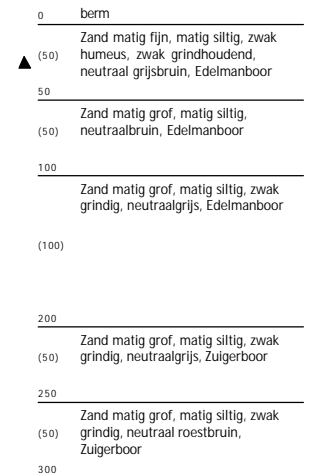 0 berm
Zand matig fijn, matig siltig, zwak
(50) humeus, zwak grindhoudend,
neutraal grijsbruin, Edelmanboor
50
Zand matig grof, matig siltig,
(50) neutraalbruin, Edelmanboor
100
Zand matig grof, matig siltig, zwak
grindig, neutraalgrijs, Edelmanboor
(100)
200
Zand matig grof, matig siltig, zwak
(50) grindig, neutraalgrijs, Zuigerboor
250
Zand matig grof, matig siltig, zwak
(50) grindig, neutraal roestbruin,
Zuigerboor
300